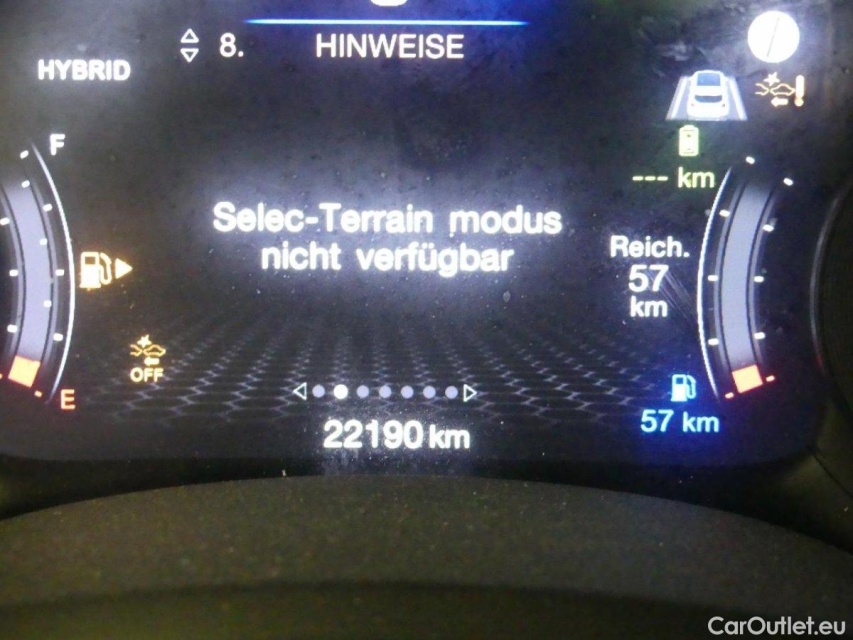 8. HINWEISE
HYBRID
F
--- km
Selec-Terrain modus
nicht verfügbar
Reich.
57
km
OFF
E
57 km
22190 km
CarOutlet.eu